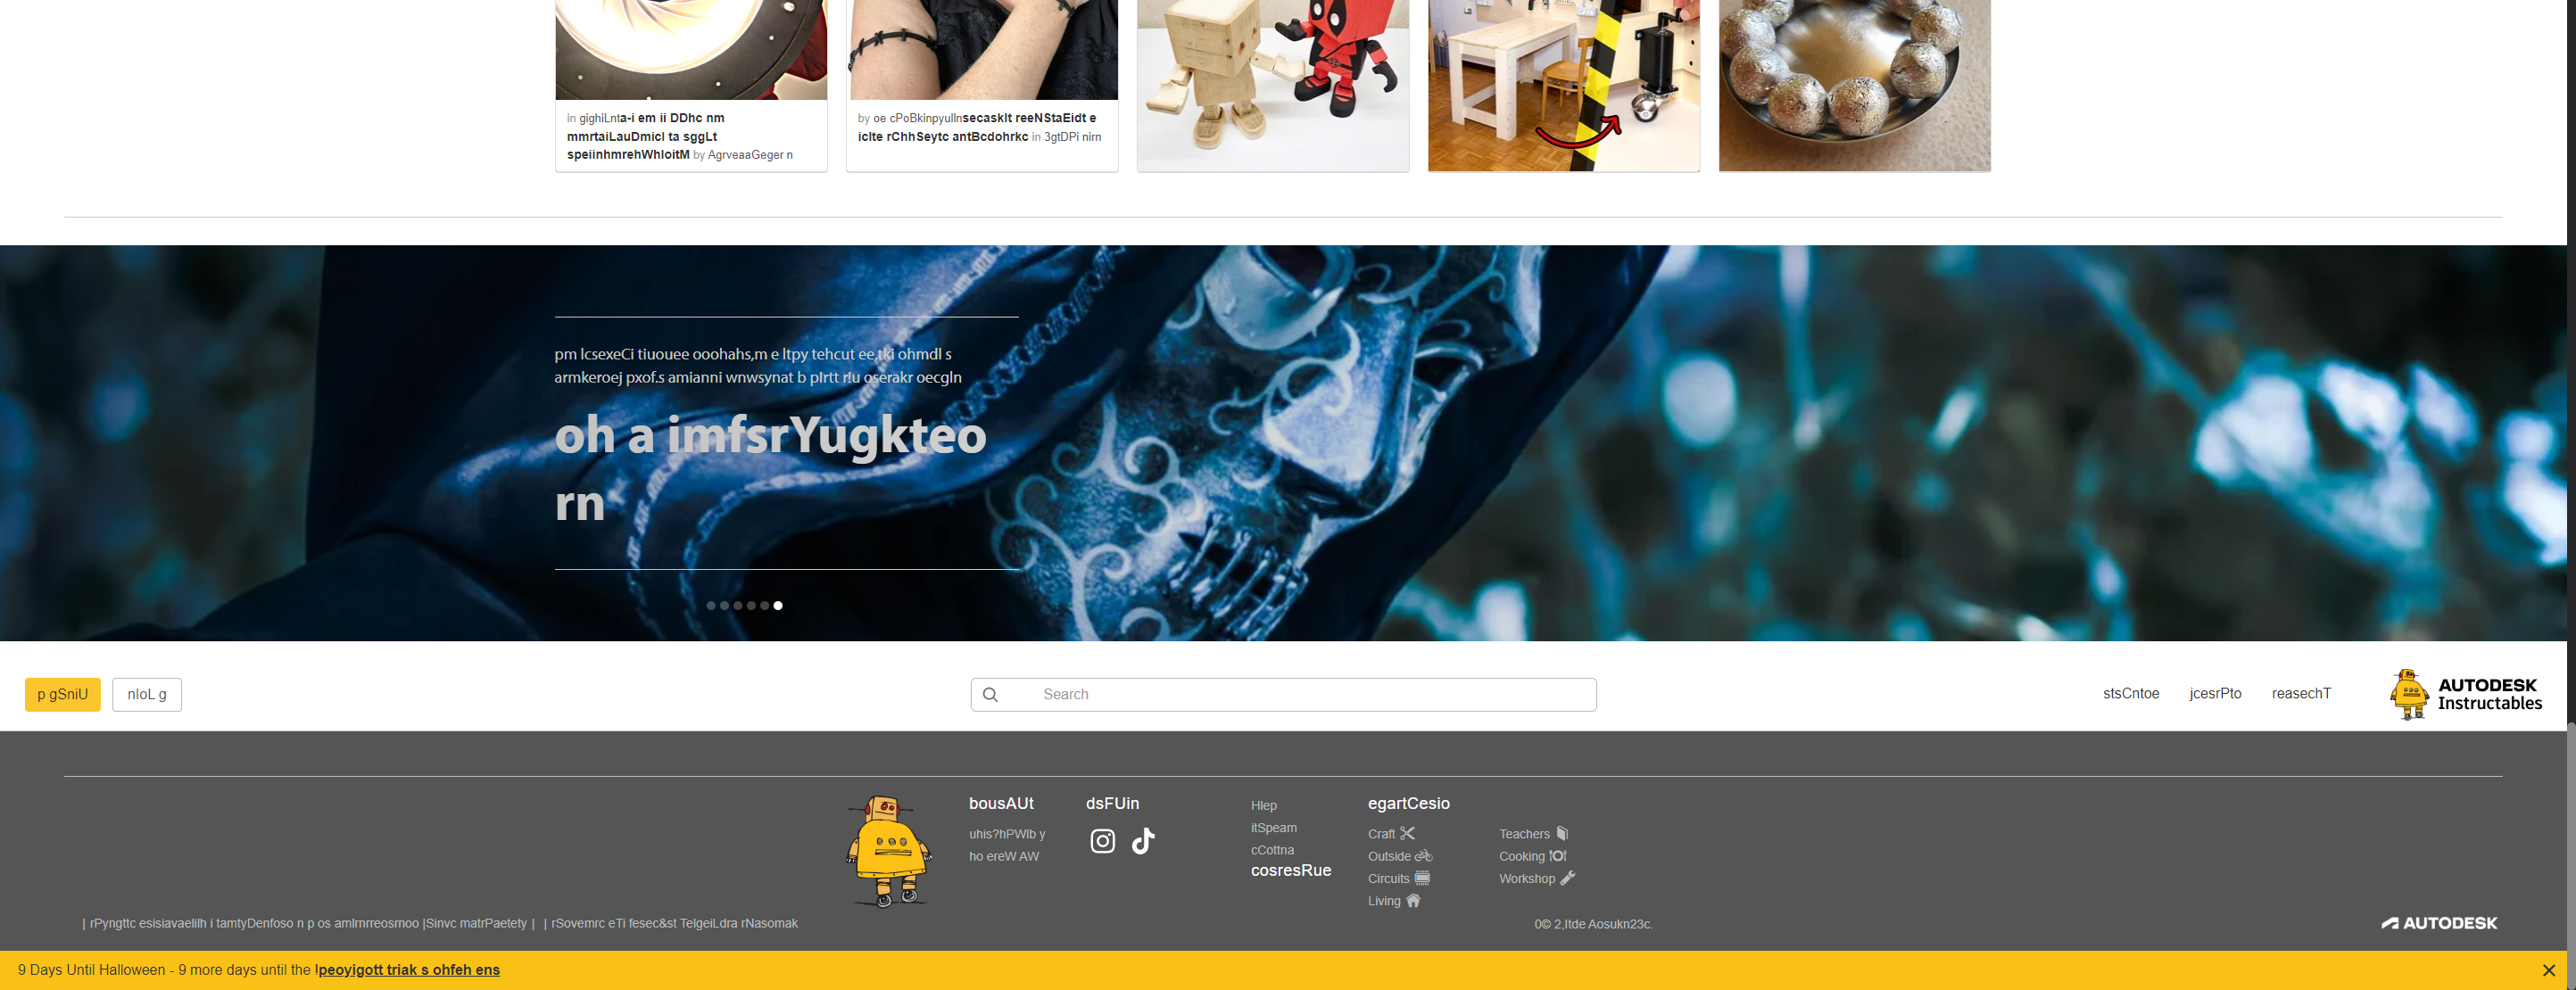 in gighiLnta-i em ii DDhc nm
mmrtaiLauDmicI ta sggLt
speiinhmrehWhloitM by AgrveaaGeger n
by oe cPoBkinpyullnsecasklt reeNStaEidt e
iclte rChhSeytc antBcdohrkc in 3gtDPi nirn
pm lcsexeCi tiuouee ooohahs,m e ltpy tehcut ee,tki ohmdl s
armkeroej pxof.s amianni wnwsynat b plrtt r!u oserakr oecgln
oh a imfsrYugkteo
rn
p gSniU
nloL g
Search
stsCntoe
jcesrPto
reasechT
AUTODESK
Instructables
bousAUt
uhis?hPWlb y
ho ereW AW
dsFUin
Hlep
itSpeam
cCottna
cosresRue
egartCesio
Craft
Outside
Circuits
Living
Teachers
Cooking
Workshop
| rPyngttc esisiavaelilh i tamtyDenfoso n p os amlrnrreosmoo |Sinvc matrPaetety | | rSovemrc eTi fesec&st TelgeiLdra rNasomak
0© 2,Itde Aosukn23c.
AUTODESK
9 Days Until Halloween - 9 more days until the !peoyigott triak s ohfeh ens